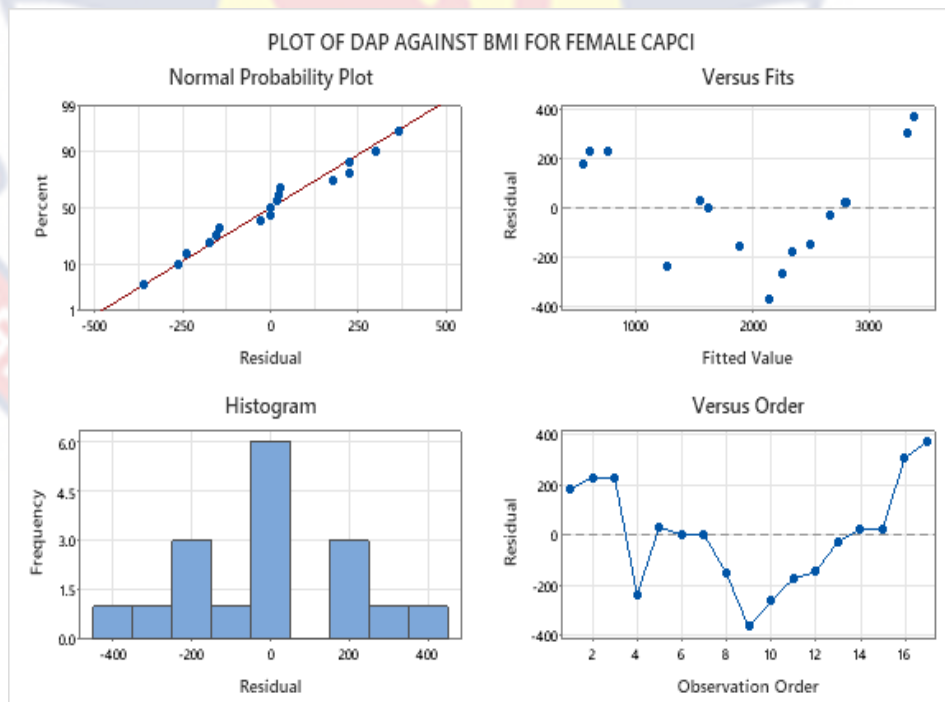 PLOT OF DAP AGAINST BMI FOR FEMALE CAPCI
Normal Probability Plot
99
90
50
10
1
Percent
-500 -250 0 250 500
Residual
Versus Fits
400
200
0
-200
-400
Residual
1000 2000 3000
Fitted Value
Histogram
6.0
4.5
3.0
1.5
0.0
Frequency
-400 -200 0 200 400
Residual
Versus Order
400
200
0
-200
-400
Residual
2 4 6 8 10 12 14 16
Observation Order